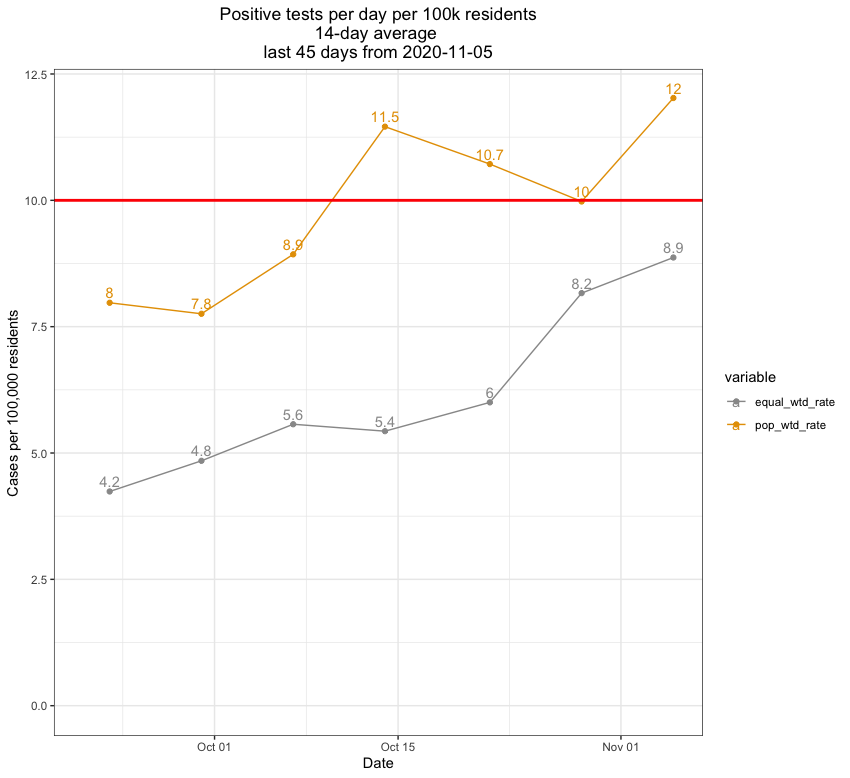 Positive tests per day per 100k residents
14-day average
last 45 days from 2020-11-05
12.5
10.0
7.5
5.0
2.5
0.0
Cases per 100,000 residents
8
7.8
8.9
11.5
10.7
10
12
4.2
4.8
5.6
5.4
6
8.2
8.9
Oct 01
Oct 15
Nov 01
Date
variable
a equal_wtd_rate
a pop_wtd_rate